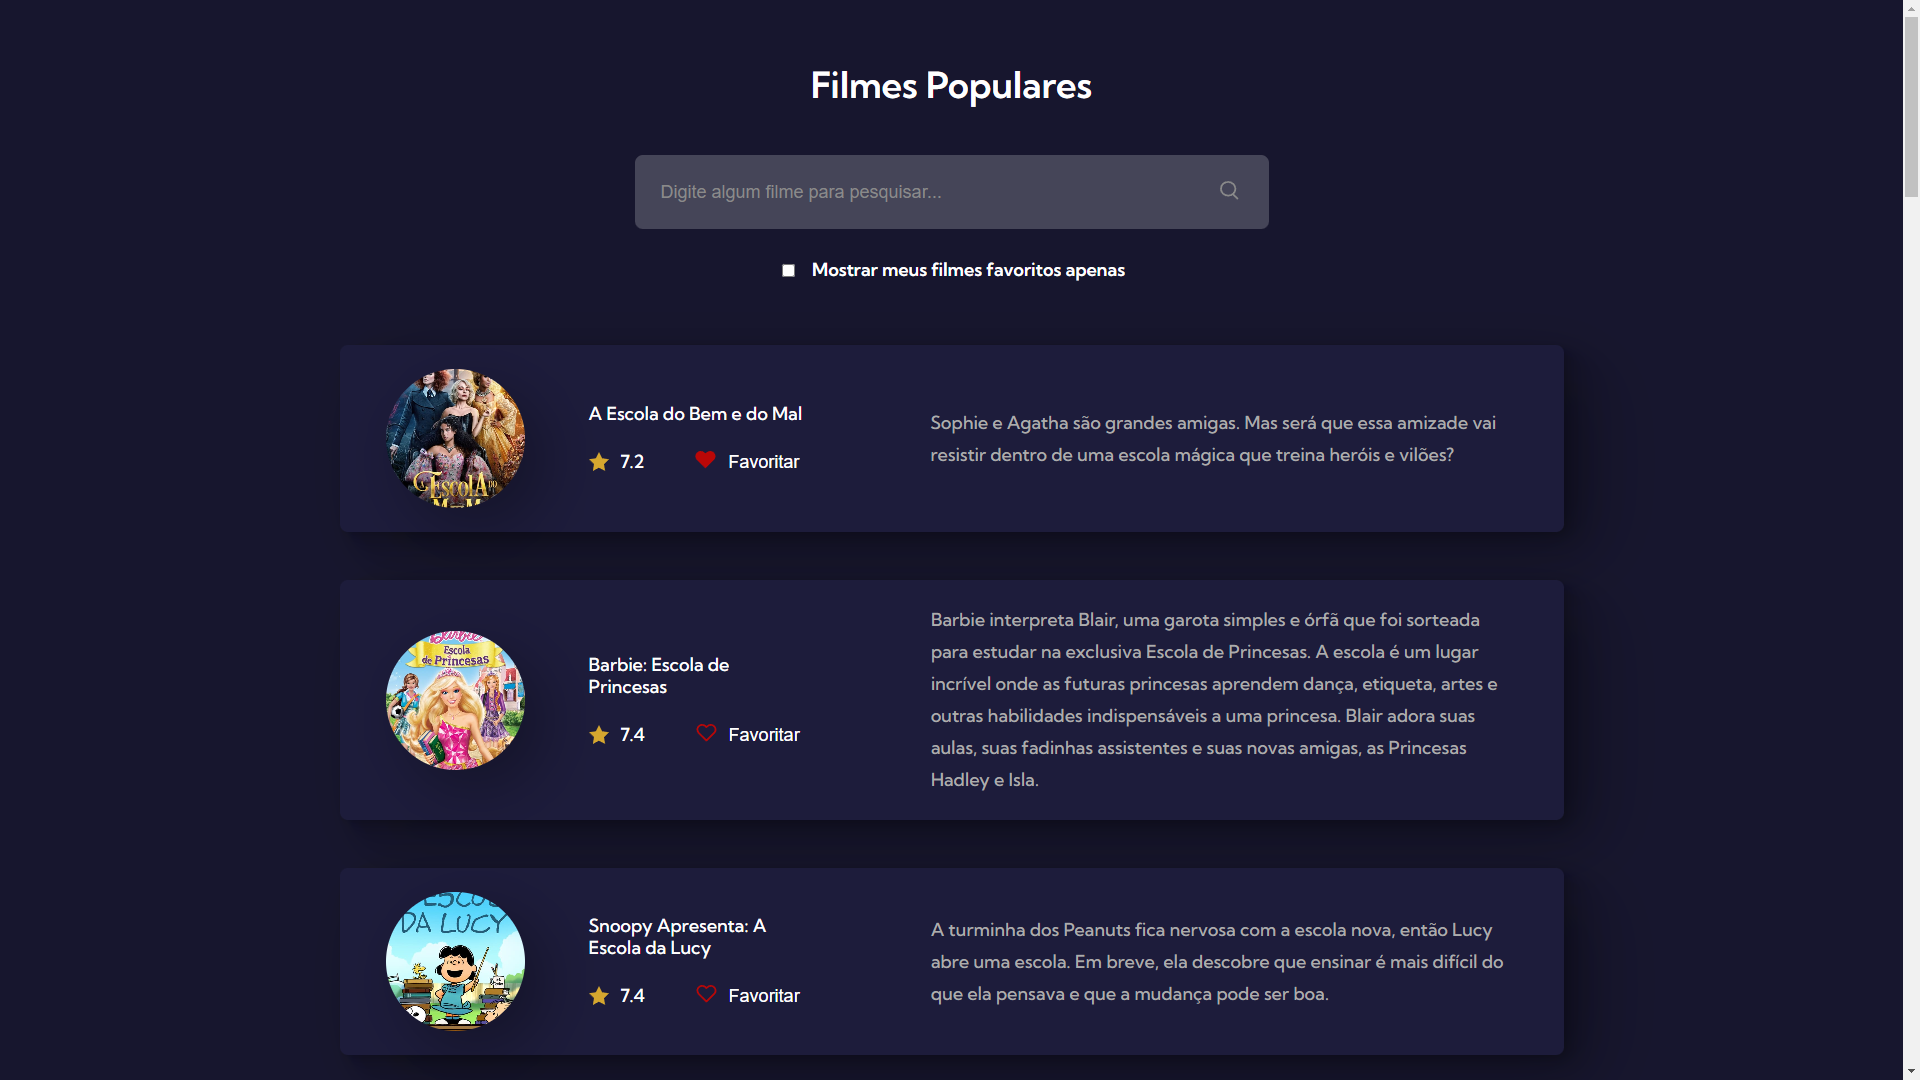 Filmes Populares
Digite algum filme para pesquisar...
Mostrar meus filmes favoritos apenas
A Escola do Bem e do Mal
7.2 Favoritar
Sophie e Agatha são grandes amigas. Mas será que essa amizade vai
resistir dentro de uma escola mágica que treina heróis e vilões?
ESCOLA DO
Barbie
Escola
de Princesas
Barbie: Escola de
Princesas
7.4 Favoritar
Barbie interpreta Blair, uma garota simples e órfã que foi sorteada
para estudar na exclusiva Escola de Princesas. A escola é um lugar
incrível onde as futuras princesas aprendem dança, etiqueta, artes e
outras habilidades indispensáveis a uma princesa. Blair adora suas
aulas, suas fadinhas assistentes e suas novas amigas, as Princesas
Hadley e Isla.
DA LUCY
Snoopy Apresenta: A
Escola da Lucy
7.4 Favoritar
A turminha dos Peanuts fica nervosa com a escola nova, então Lucy
abre uma escola. Em breve, ela descobre que ensinar é mais difícil do
que ela pensava e que a mudança pode ser boa.